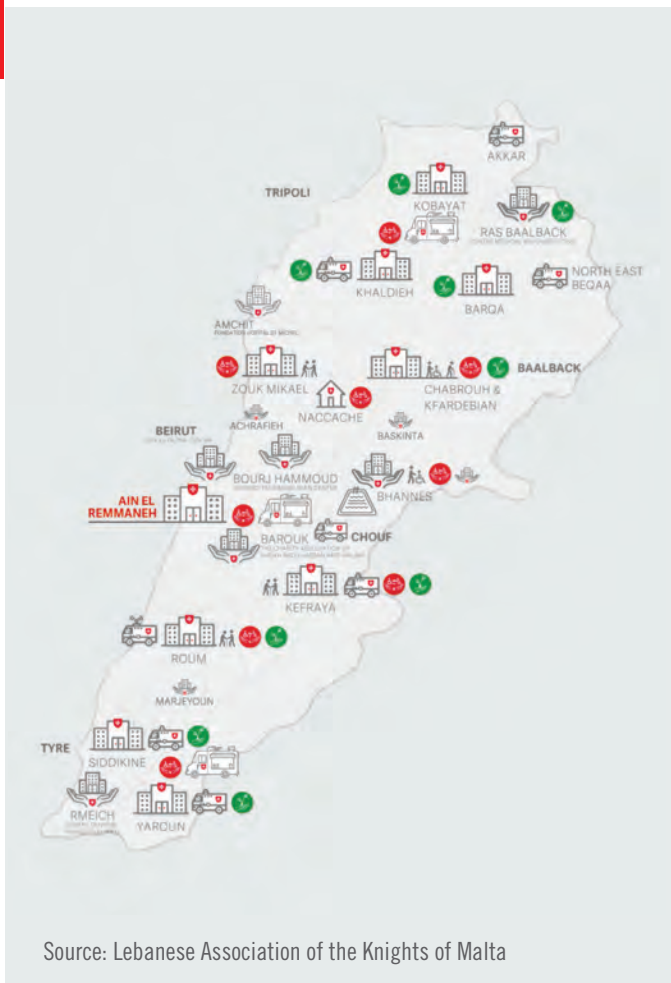 AKKAR
TRIPOLI
KOBAYAT
RAS BAALBACK
KHALDIEH
NORTH EAST
BEQAA
BARQA
AMCHIT
ZOUK MIKAEL
CHABROUH &
KFARDEBIAN
BAALBACK
NACCACHE
ACHRAFIEH
BASKINTA
BEIRUT
BOURJ HAMMOUD
BHANNES
AIN EL
REMMANEH
BAROUK
CHOUF
KEFRAYA
ROUM
MARJEYOUN
TYRE
SIDDIKINE
RMEICH
YAROUN
Source: Lebanese Association of the Knights of Malta